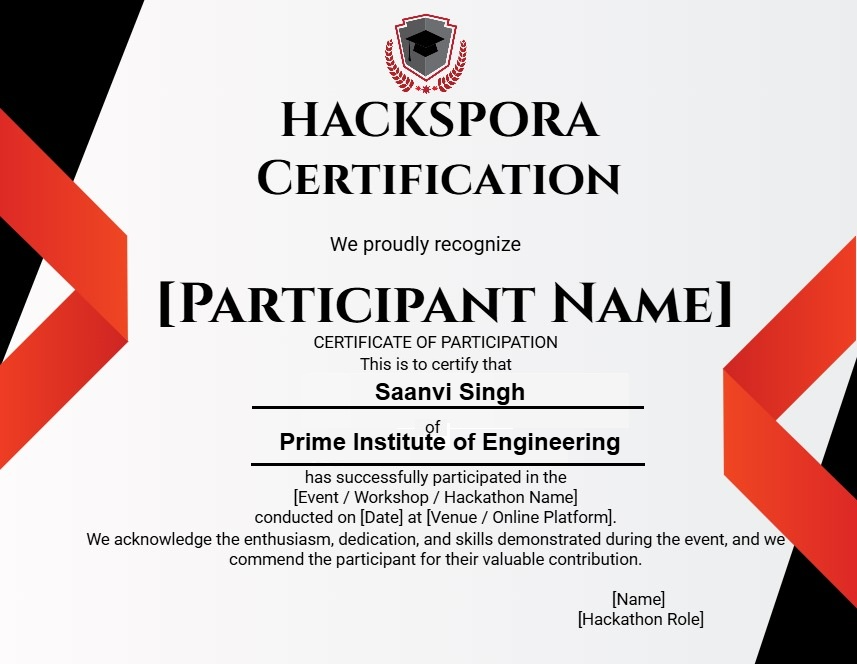 HACKSPORA
CERTIFICATION
We proudly recognize
[PARTICIPANT NAME]
CERTIFICATE OF PARTICIPATION
This is to certify that
Saanvi Singh
of
Prime Institute of Engineering
has successfully participated in the
[Event / Workshop / Hackathon Name]
conducted on [Date] at [Venue / Online Platform].
We acknowledge the enthusiasm, dedication, and skills demonstrated during the event, and we
commend the participant for their valuable contribution.
[Name]
[Hackathon Role]